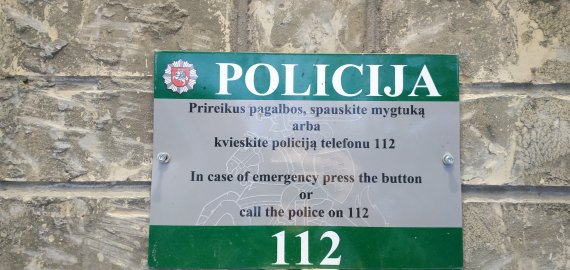 POLICIJA
Prireikus pagalbos, spauskite mygtuką
arba
kvieskite policiją telefonu 112
In case of emergency press the button
or
call the police on 112
112